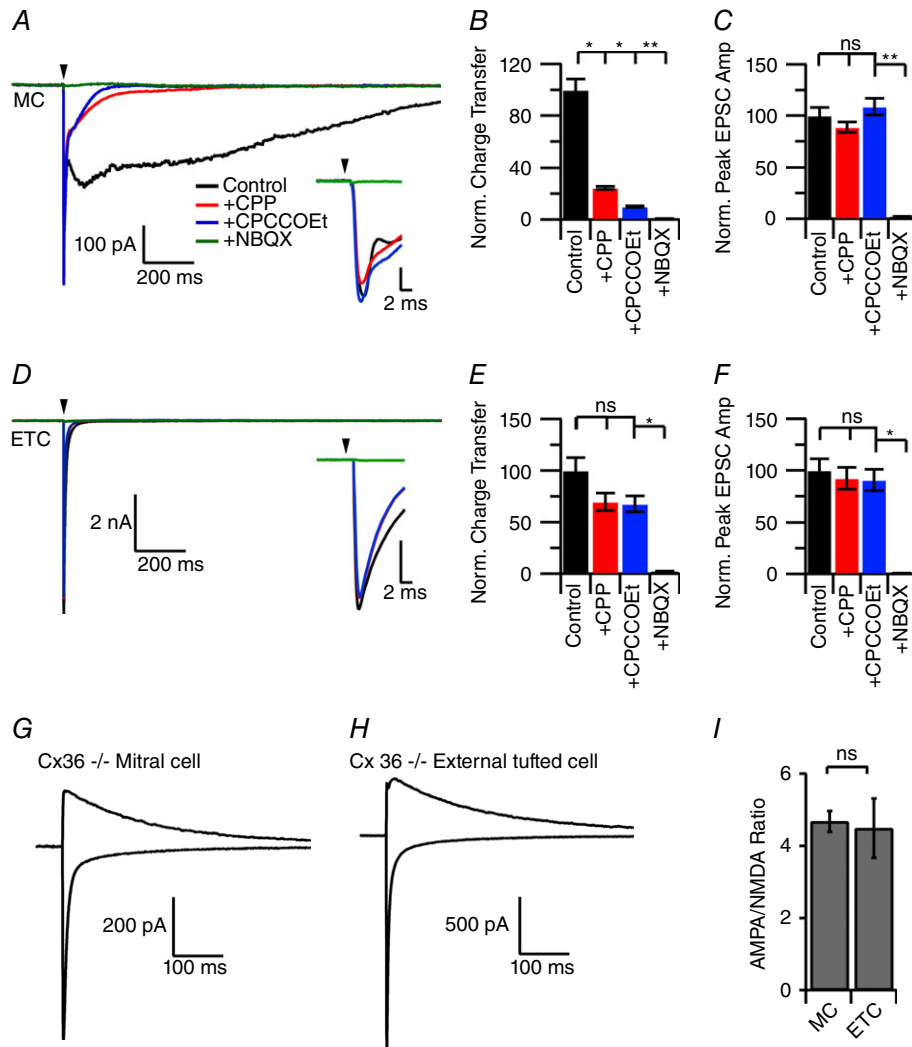 A
MC
Control
+CPP
+CPCCOEt
+NBQX
100 pA
200 ms
2 ms
B
Norm. Charge Transfer
120
80
40
0
* * **
Control
+CPP
+CPCCOEt
+NBQX
C
Norm. Peak EPSC Amp
150
100
50
0
ns
**
Control
+CPP
+CPCCOEt
+NBQX
D
ETC
2 nA
200 ms
2 ms
E
Norm. Charge Transfer
150
100
50
0
ns
*
Control
+CPP
+CPCCOEt
+NBQX
F
Norm. Peak EPSC Amp
150
100
50
0
ns
*
Control
+CPP
+CPCCOEt
+NBQX
G
Cx36 -/- Mitral cell
200 pA
100 ms
H
Cx 36 -/- External tufted cell
500 pA
100 ms
I
AMPA/NMDA Ratio
6
4
2
0
ns
MC
ETC